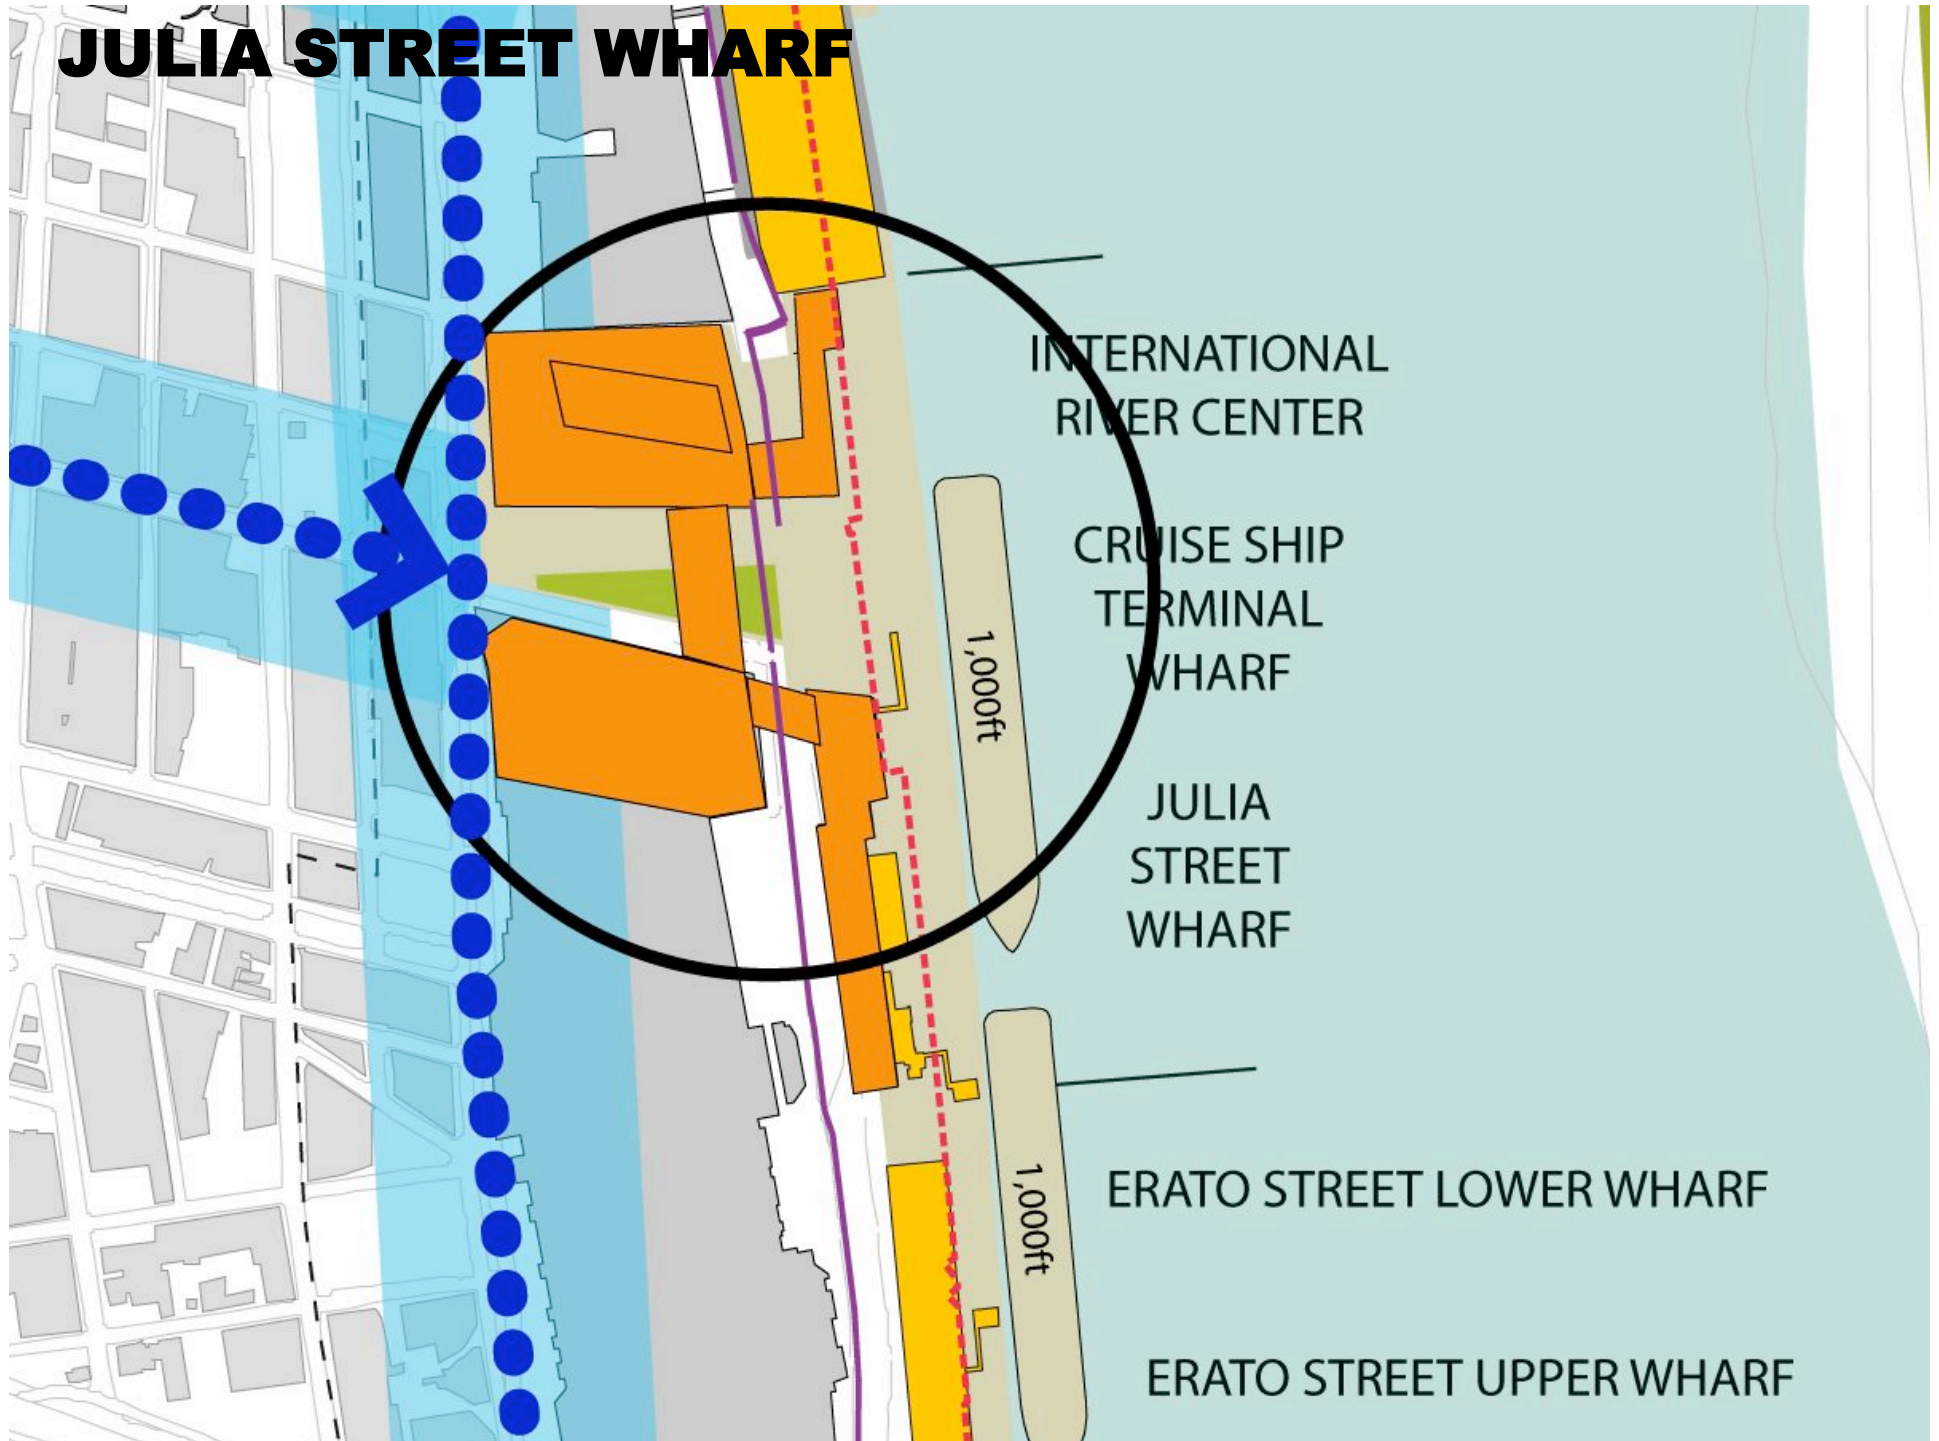 JULIA STREET WHARF
INTERNATIONAL
RIVER CENTER
CRUISE SHIP
TERMINAL
WHARF
1,000ft
JULIA
STREET
WHARF
ERATO STREET LOWER WHARF
1,000ft
ERATO STREET UPPER WHARF